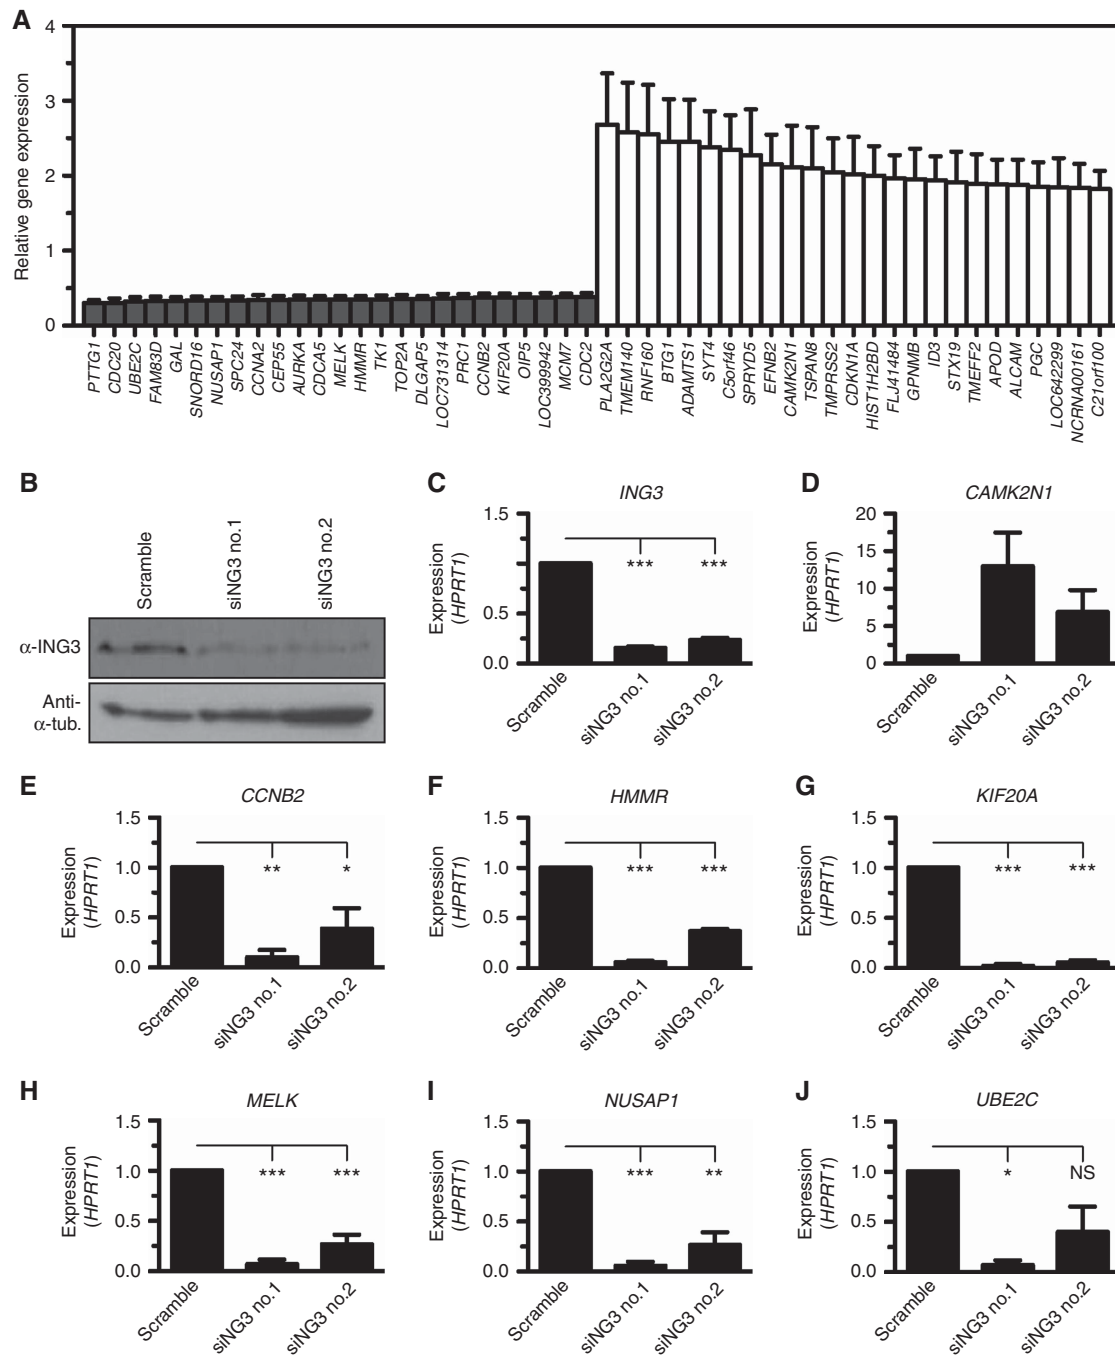 A
Relative gene expression
4
3
2
1
0
PTTG1
CDC20
UBE2C
FAM83D
GAL
SNORD16
NUSAP1
SPC24
CCNA2
CEP55
AURKA
CDCA5
MELK
HMMR
TK1
TOP2A
DLGAP5
LOC731314
PRC1
CCNB2
KIF20A
OIP5
LOC399942
MCM7
CDC2
PLA2G2A
TMEM140
RNF160
BTG1
ADAMTS1
SYT4
C5orf46
SPRYD5
EFNB2
CAMK2N1
TSPAN8
TMPRSS2
CDKN1A
HIST1H2BD
FLJ41484
GPNMB
ID3
STX19
TMEFF2
APOD
ALCAM
PGC
LOC642299
NCRNA00161
C21orf100
B
Scramble
siNG3 no.1
siNG3 no.2
α-ING3
Anti-
α-tub.
C
ING3
Expression
(HPRT1)
1.5
1.0
0.5
0.0
***
***
Scramble
siNG3 no.1
siNG3 no.2
D
CAMK2N1
Expression
(HPRT1)
20
15
10
5
0
Scramble
siNG3 no.1
siNG3 no.2
E
CCNB2
Expression
(HPRT1)
1.5
1.0
0.5
0.0
**
*
Scramble
siNG3 no.1
siNG3 no.2
F
HMMR
Expression
(HPRT1)
1.5
1.0
0.5
0.0
***
***
Scramble
siNG3 no.1
siNG3 no.2
G
KIF20A
Expression
(HPRT1)
1.5
1.0
0.5
0.0
***
***
Scramble
siNG3 no.1
siNG3 no.2
H
MELK
Expression
(HPRT1)
1.5
1.0
0.5
0.0
***
***
Scramble
siNG3 no.1
siNG3 no.2
I
NUSAP1
Expression
(HPRT1)
1.5
1.0
0.5
0.0
***
**
Scramble
siNG3 no.1
siNG3 no.2
J
UBE2C
Expression
(HPRT1)
1.5
1.0
0.5
0.0
*
NS
Scramble
siNG3 no.1
siNG3 no.2